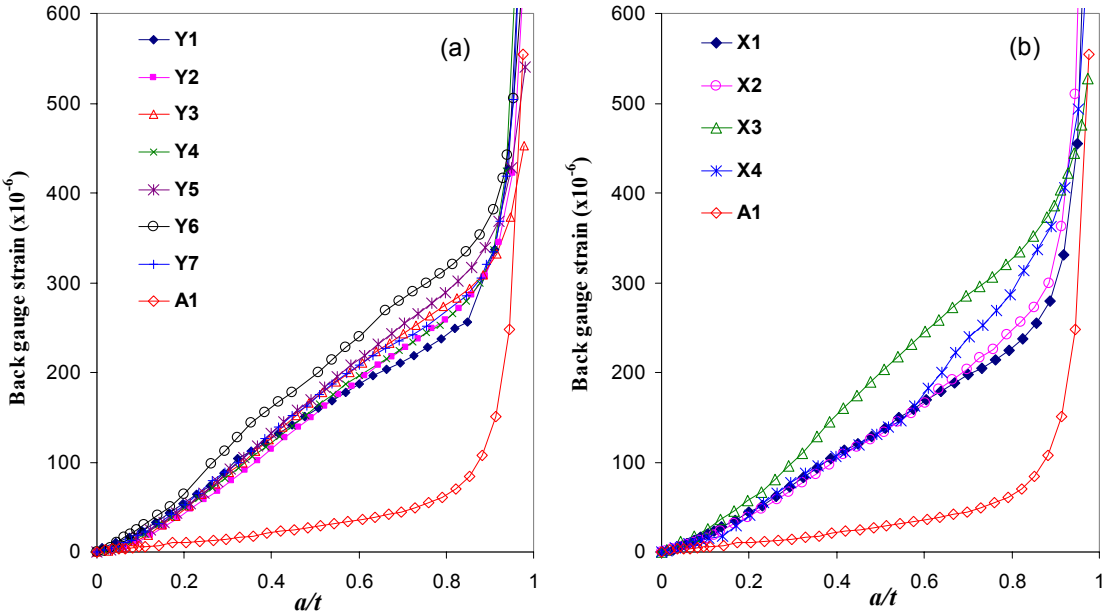 (a)
Back gauge strain (x10⁻⁶)
600
500
400
300
200
100
0
0
0.2
0.4
0.6
0.8
1
a/t
Y1
Y2
Y3
Y4
Y5
Y6
Y7
A1
(b)
Back gauge strain (x10⁻⁶)
600
500
400
300
200
100
0
0
0.2
0.4
0.6
0.8
1
a/t
X1
X2
X3
X4
A1